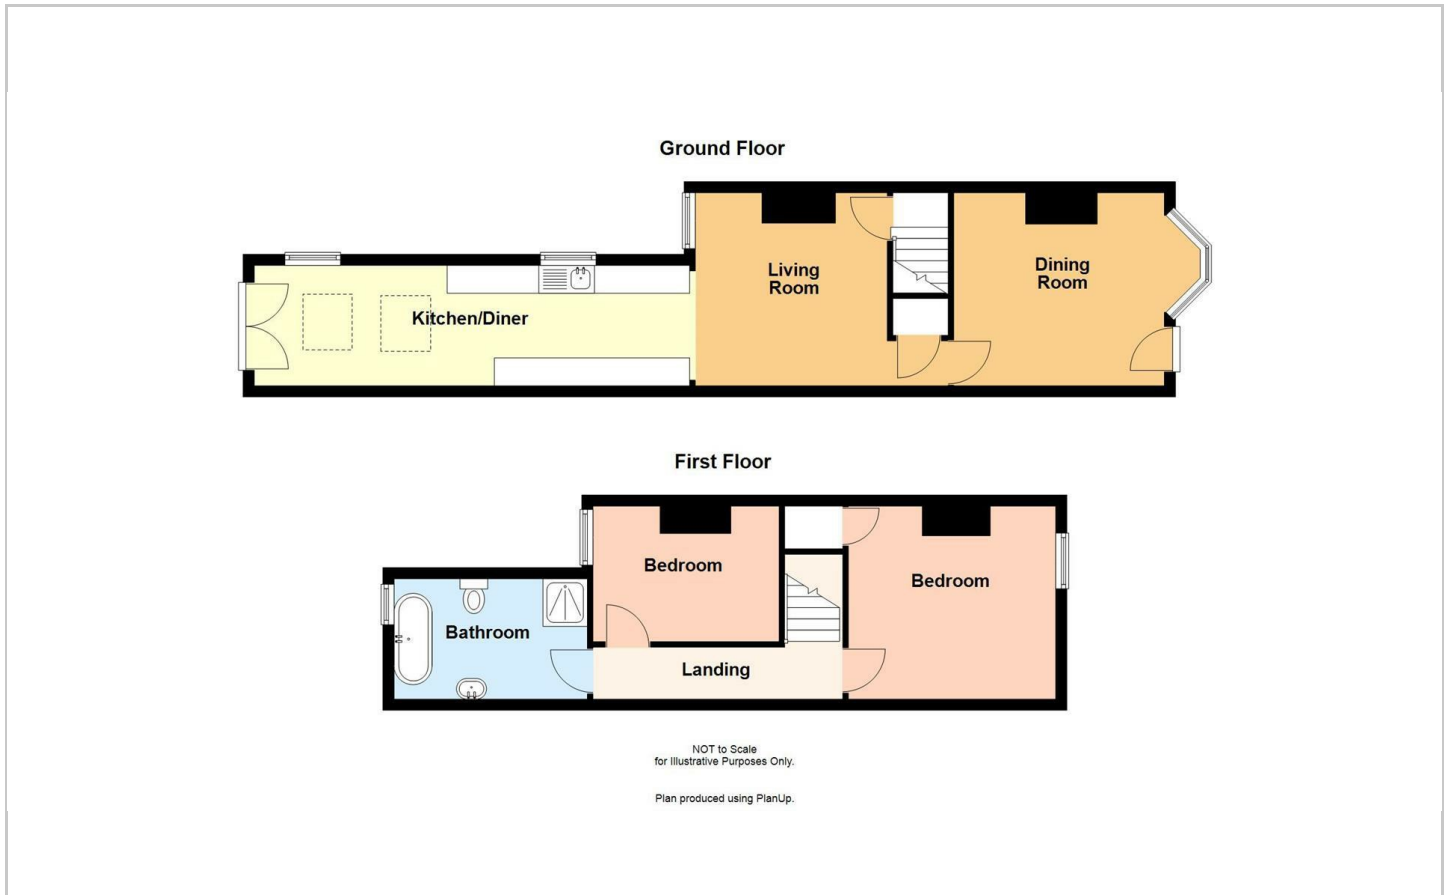 Ground Floor
Living
Room
Dining
Room
Kitchen/Diner
First Floor
Bedroom
Bedroom
Bathroom
Landing
NOT to Scale
for Illustrative Purposes Only.
Plan produced using PlanUp.